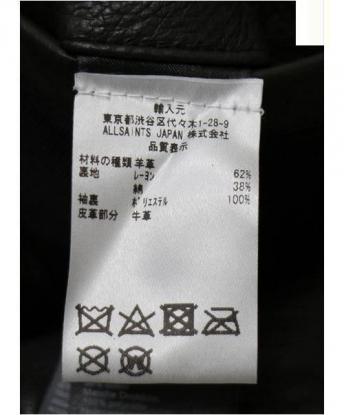 輸入元
東京都渋谷区代々木1-28-9
ALLSAINTS JAPAN 株式会社
品質表示
材料の種類 羊革
裏地 レーヨン 62%
綿 38%
袖裏 ポリエステル 100%
皮革部分 牛革